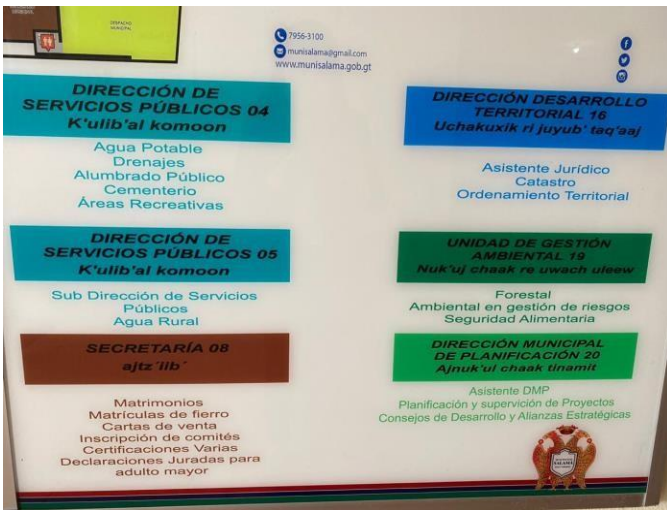 DESPACHO
MUNICIPAL
7956-3100
munisalama@gmail.com
www.munisalama.gob.gt
DIRECCIÓN DE
SERVICIOS PÚBLICOS 04
K'ulib'al komoon
Agua Potable
Drenajes
Alumbrado Público
Cementerio
Áreas Recreativas
DIRECCIÓN DE
SERVICIOS PÚBLICOS 05
K'ulib'al komoon
Sub Dirección de Servicios
Públicos
Agua Rural
SECRETARÍA 08
ajtz´iib´
Matrimonios
Matrículas de fierro
Cartas de venta
Inscripción de comités
Certificaciones Varias
Declaraciones Juradas para
adulto mayor
DIRECCIÓN DESARROLLO
TERRITORIAL 16
Uchakuxik ri juyub' taq'aaj
Asistente Jurídico
Catastro
Ordenamiento Territorial
UNIDAD DE GESTIÓN
AMBIENTAL 19
Nuk'uj chaak re uwach uleew
Forestal
Ambiental en gestión de riesgos
Seguridad Alimentaria
DIRECCIÓN MUNICIPAL
DE PLANIFICACIÓN 20
Ajnuk'ul chaak tinamit
Asistente DMP
Planificación y supervición de Proyectos
Consejos de Desarrollo y Alianzas Estratégicas
SALAMÁ